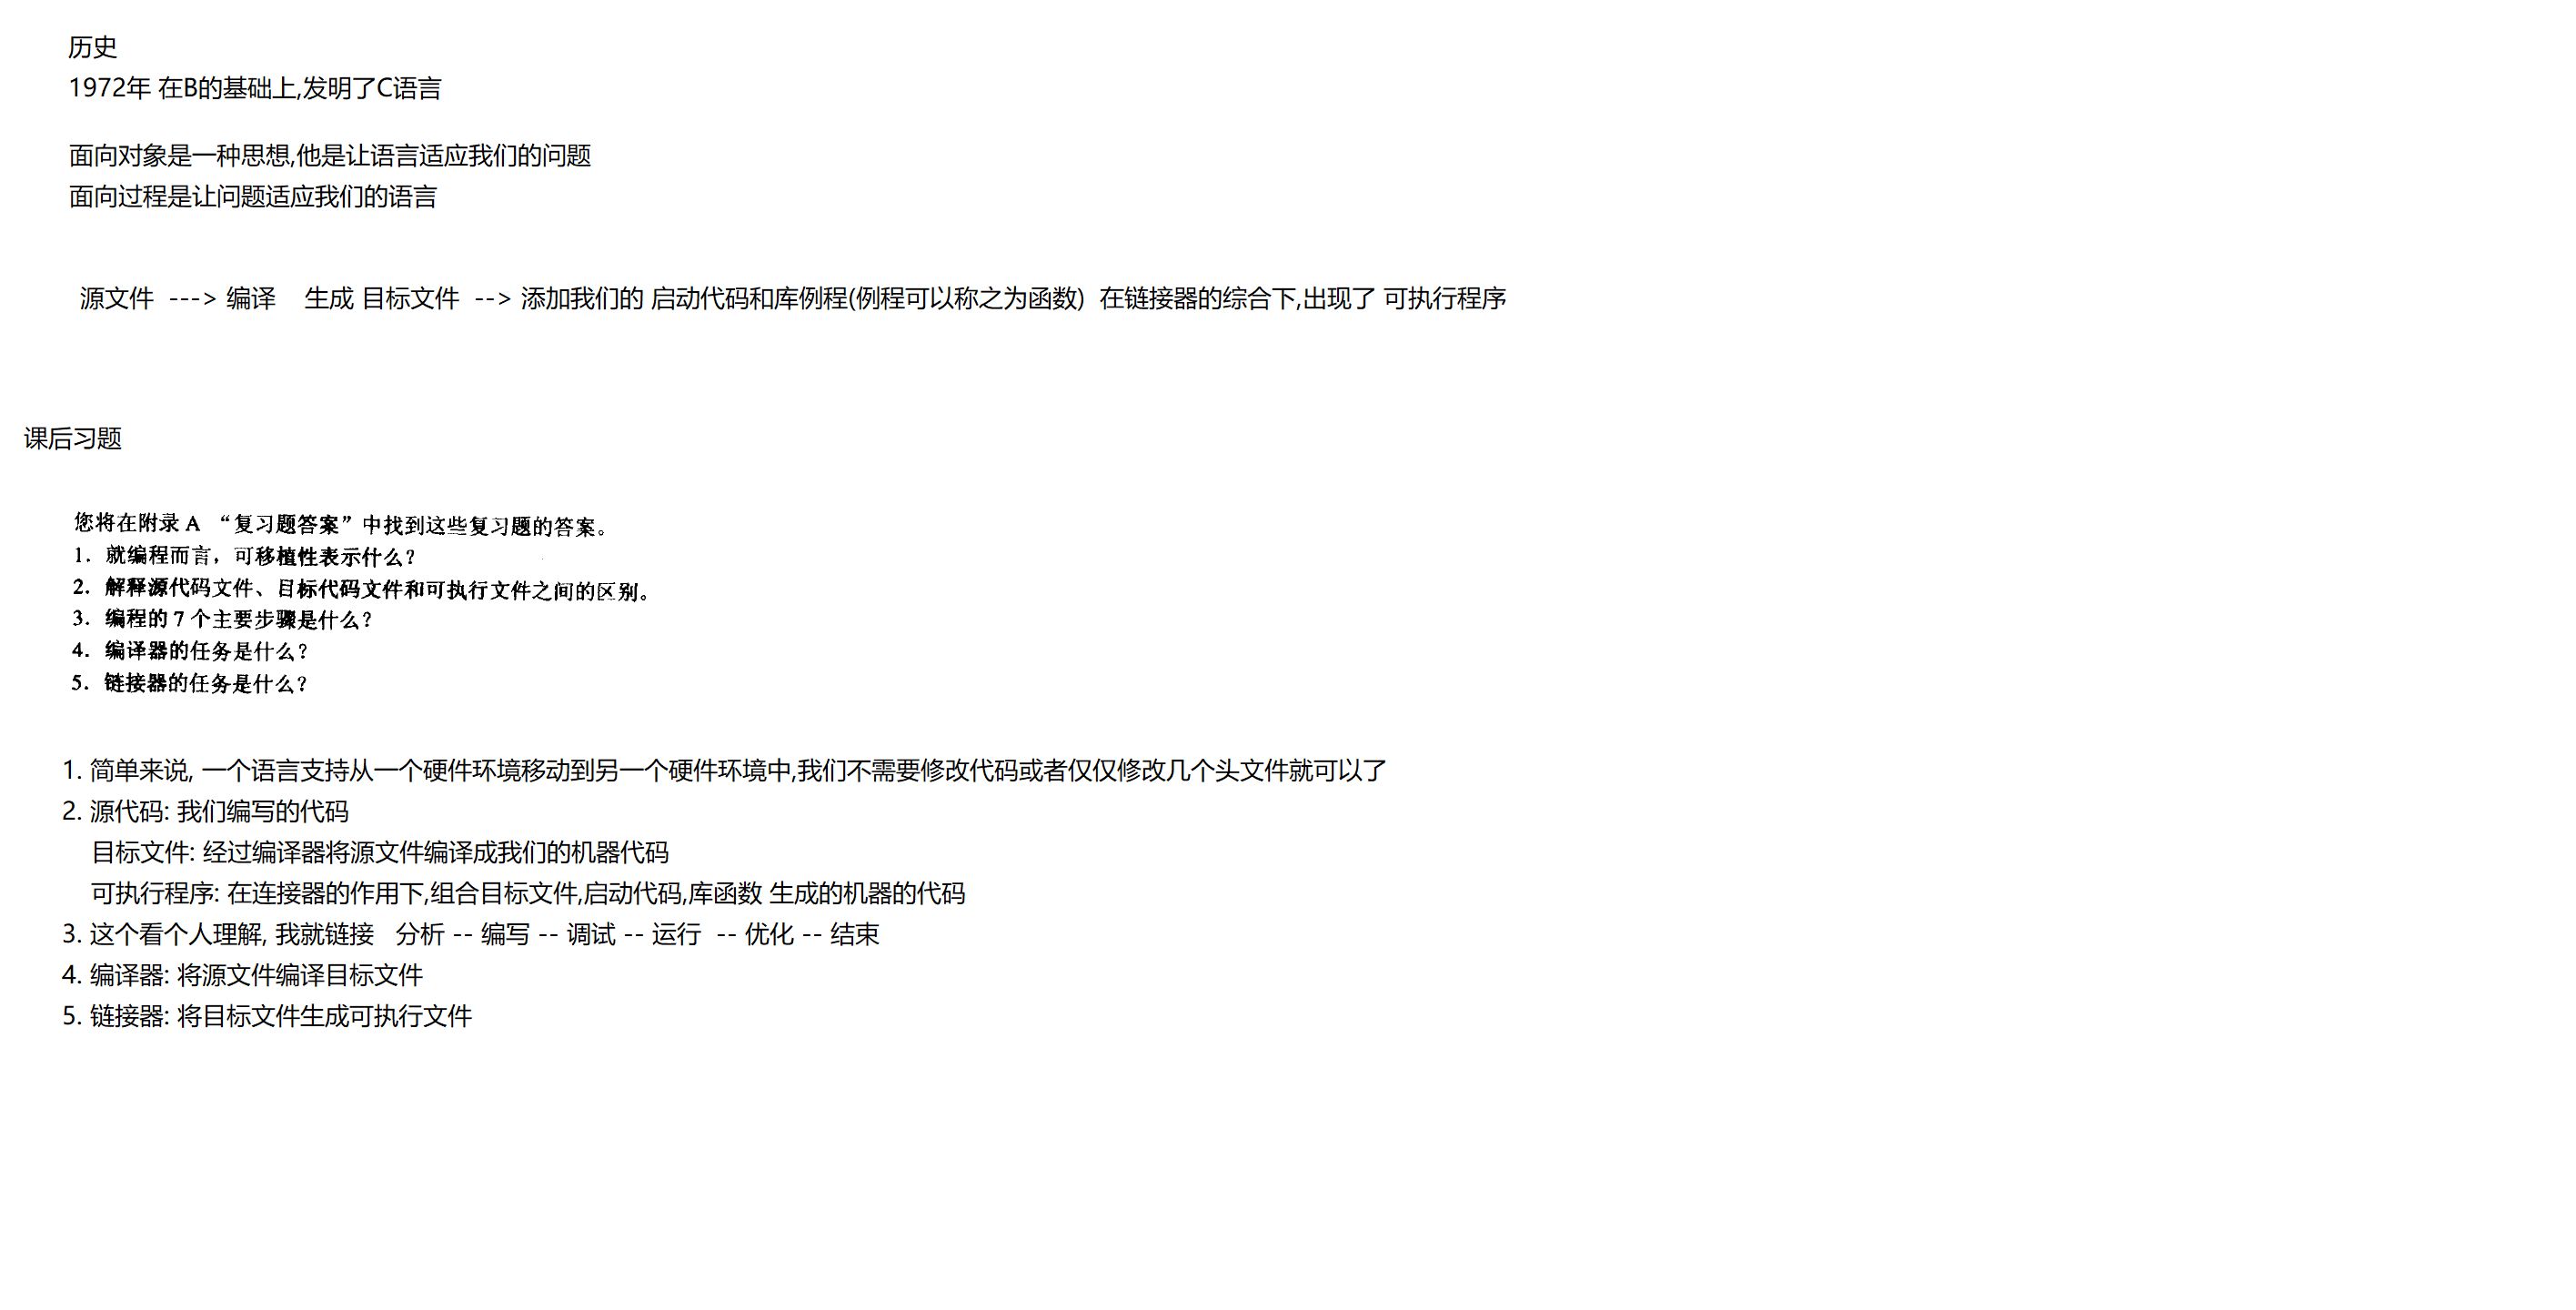 历史
1972年 在B的基础上,发明了C语言
面向对象是一种思想,他是让语言适应我们的问题
面向过程是让问题适应我们的语言
源文件 ---> 编译 生成 目标文件 --> 添加我们的 启动代码和库例程(例程可以称之为函数) 在链接器的综合下,出现了 可执行程序
课后习题
您将在附录 A “复习题答案”中找到这些复习题的答案。
1. 就编程而言，可移植性表示什么？
2. 解释源代码文件、目标代码文件和可执行文件之间的区别。
3. 编程的 7 个主要步骤是什么？
4. 编译器的任务是什么？
5. 链接器的任务是什么？
1. 简单来说, 一个语言支持从一个硬件环境移动到另一个硬件环境中,我们不需要修改代码或者仅仅修改几个头文件就可以了
2. 源代码: 我们编写的代码
目标文件: 经过编译器将源文件编译成我们的机器代码
可执行程序: 在连接器的作用下,组合目标文件,启动代码,库函数 生成的机器的代码
3. 这个看个人理解, 我就链接 分析 -- 编写 -- 调试 -- 运行 -- 优化 -- 结束
4. 编译器: 将源文件编译目标文件
5. 链接器: 将目标文件生成可执行文件